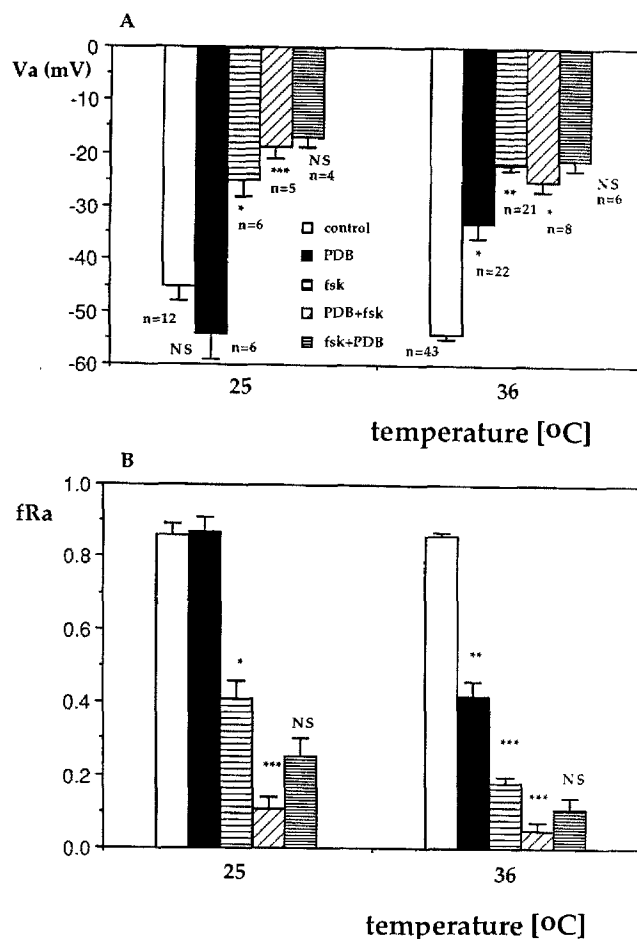 A
Va (mV)
0
-10
-20
-30
-40
-50
-60
n=12
NS
n=6
*
n=6
***
n=5
NS
n=4
control
PDB
fsk
PDB+fsk
fsk+PDB
n=43
*
n=22
**
n=21
*
n=8
NS
n=6
25
36
temperature [oC]
B
fRa
1.0
0.8
0.6
0.4
0.2
0.0
*
***
NS
**
***
***
NS
25
36
temperature [oC]